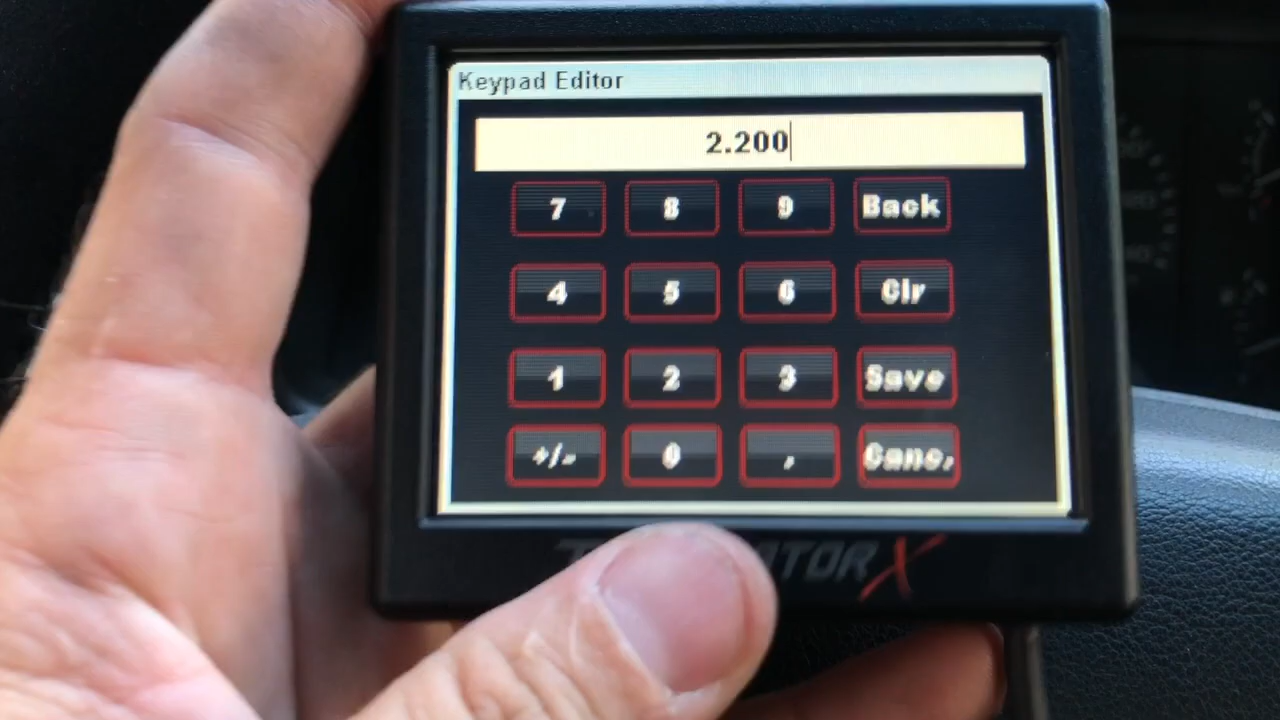 Keypad Editor
2.200
7 8 9 Back
4 5 6 Clr
1 2 3 Save
+/- 0 , Canc.